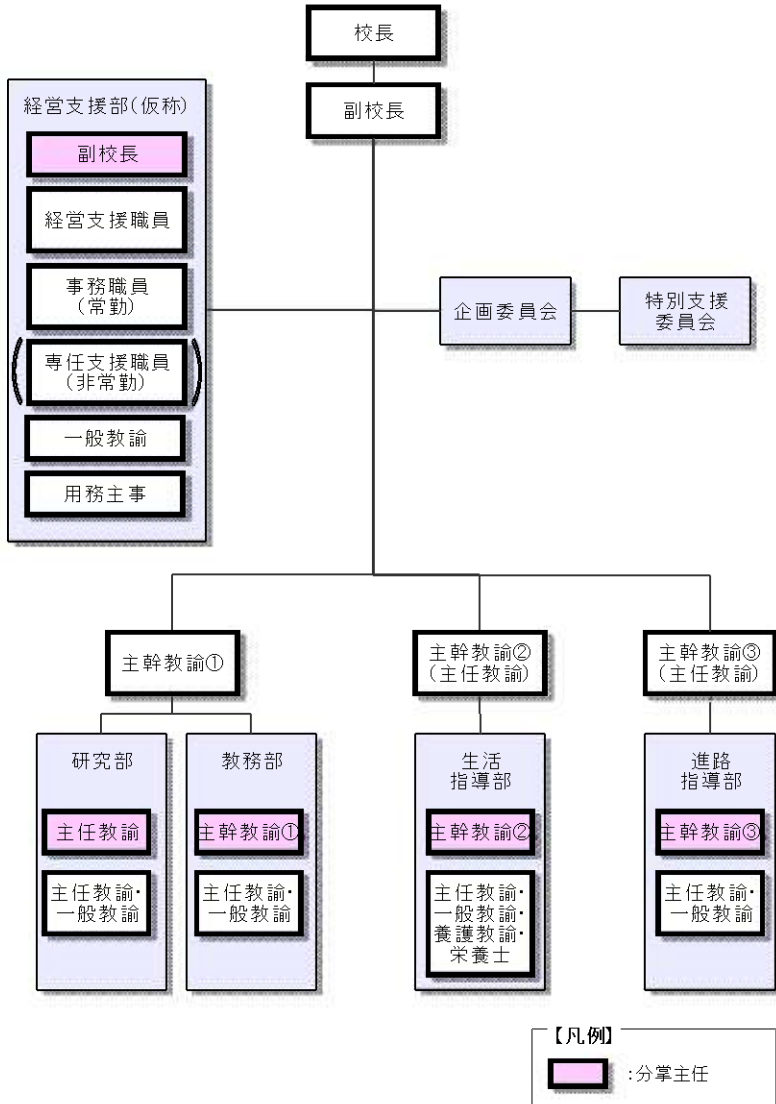 校長
副校長
経営支援部(仮称)
副校長
経営支援職員
事務職員
(常勤)
専任支援職員
(非常勤)
一般教諭
用務主事
企画委員会
特別支援
委員会
主幹教諭①
主幹教諭②
(主任教諭)
主幹教諭③
(主任教諭)
研究部
主任教諭
主任教諭・
一般教諭
教務部
主幹教諭①
主任教諭・
一般教諭
生活
指導部
主幹教諭②
主任教諭・
一般教諭・
養護教諭・
栄養士
進路
指導部
主幹教諭③
主任教諭・
一般教諭
【凡例】
:分掌主任